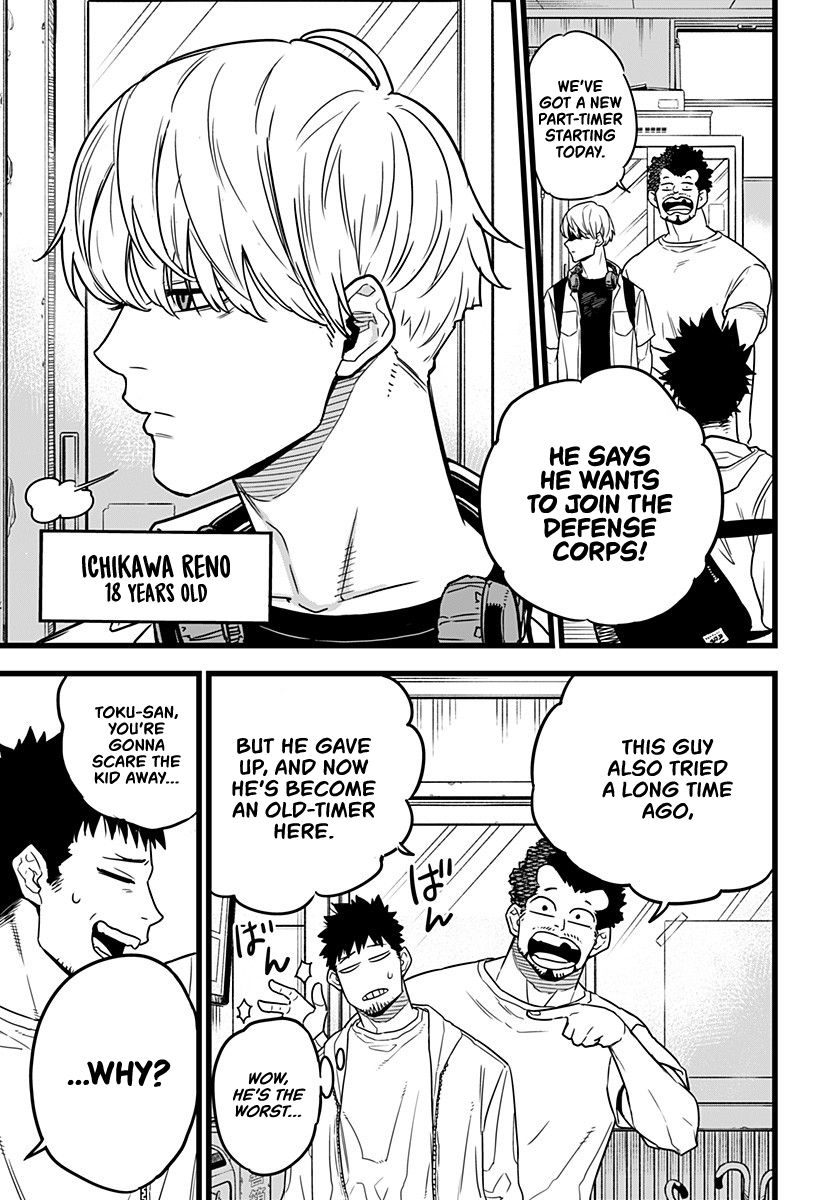 WE'VE
GOT A NEW
PART-TIMER
STARTING
TODAY.
HE SAYS
HE WANTS
TO JOIN THE
DEFENSE
CORPS!
ICHIKAWA RENO
18 YEARS OLD
THIS GUY
ALSO TRIED
A LONG TIME
AGO,
BUT HE GAVE
UP, AND NOW
HE'S BECOME
AN OLD-TIMER
HERE.
ばん
ばん
WOW,
HE'S THE
WORST...
TOKU-SAN,
YOU'RE
GONNA
SCARE THE
KID AWAY...
...WHY?